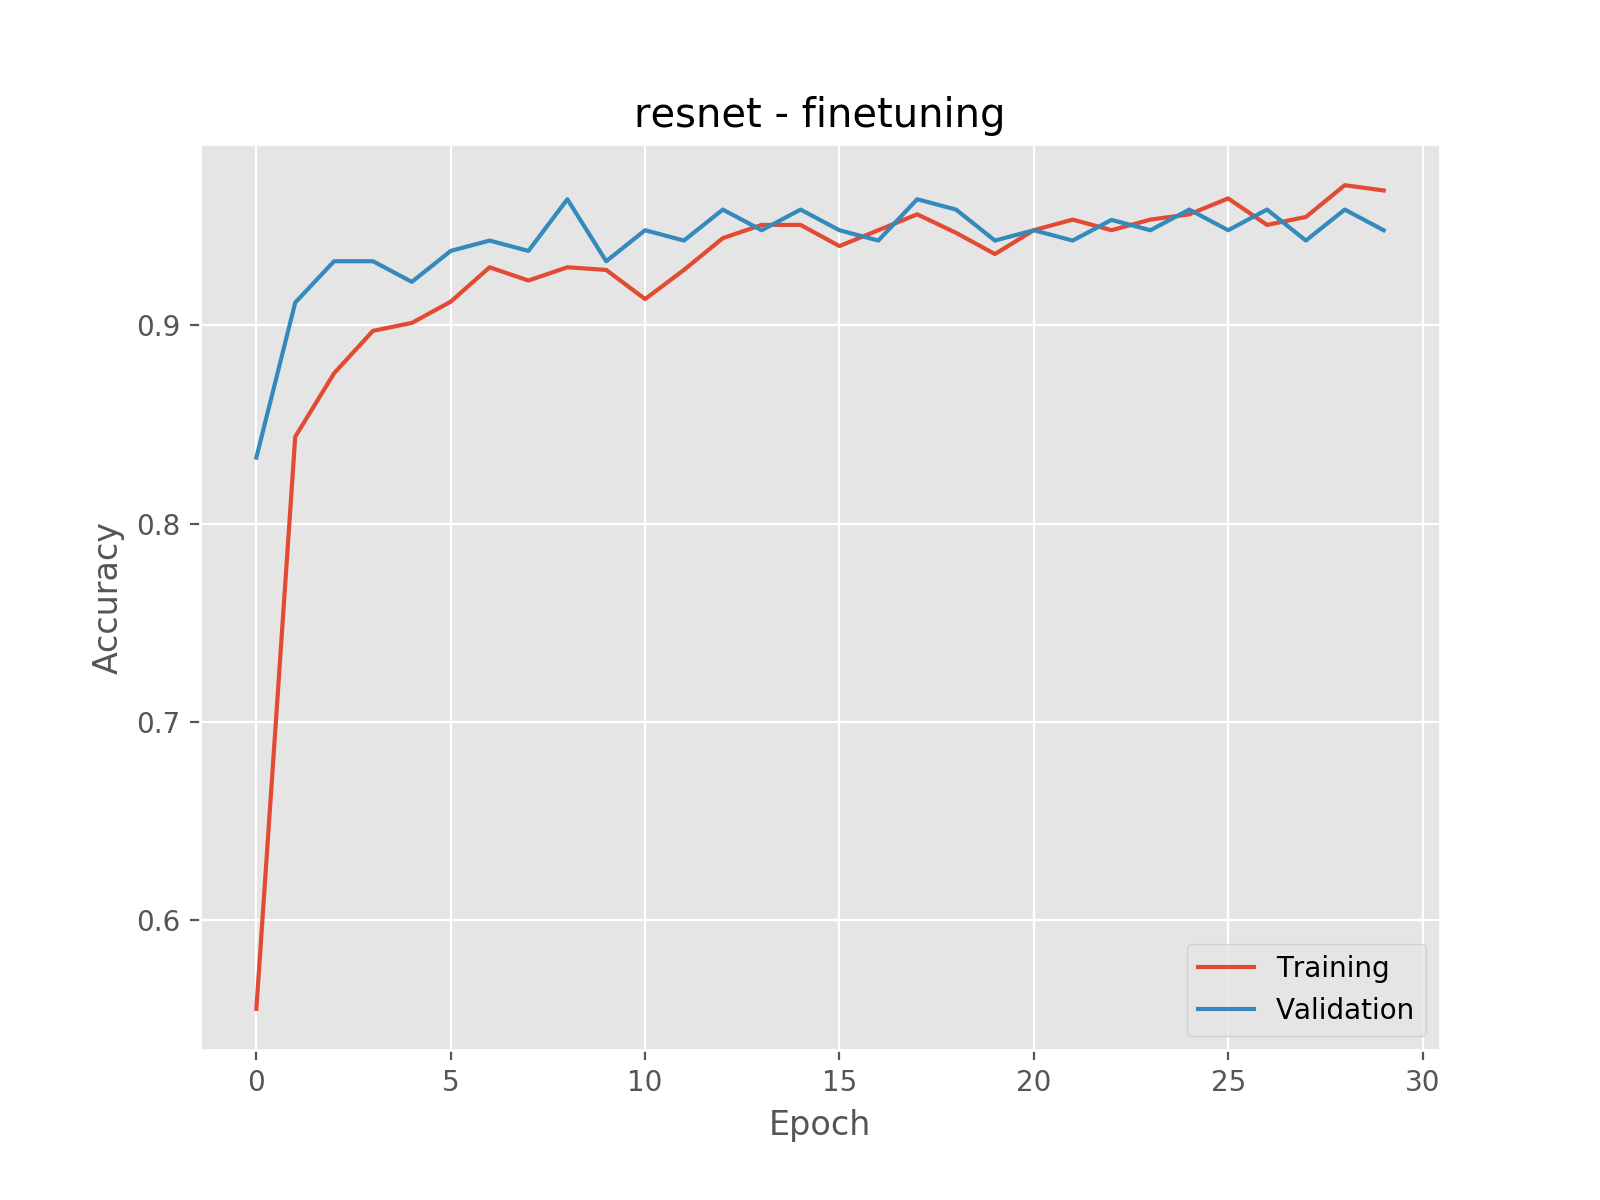 resnet - finetuning
0.9
0.8
0.7
0.6
Accuracy
Training
Validation
0 5 10 15 20 25 30
Epoch